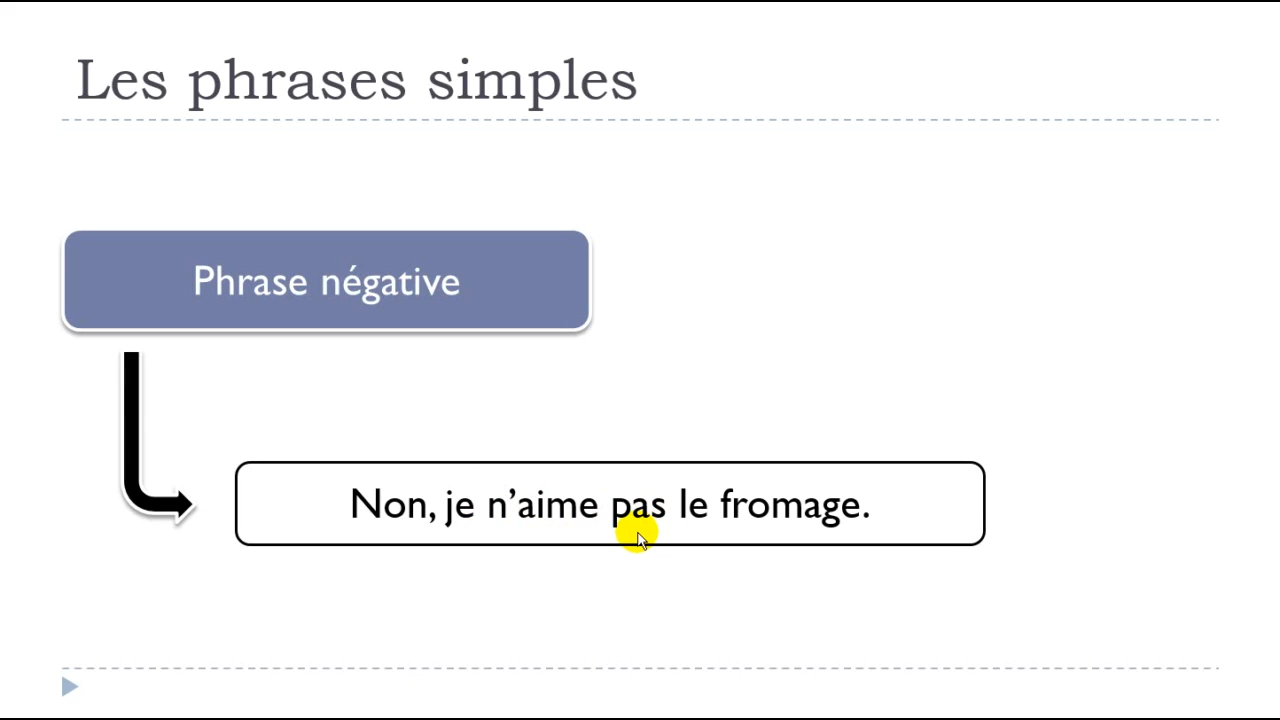 Les phrases simples
Phrase négative
Non, je n’aime pas le fromage.